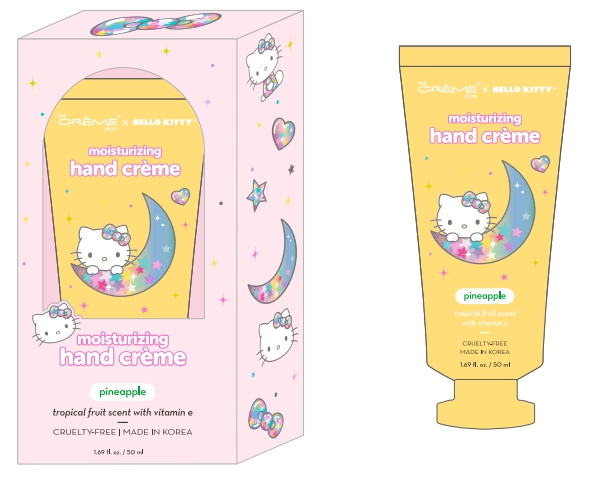 the
CRÈME x HELLO KITTY
shop
moisturizing
hand crème
moisturizing
hand crème
pineapple
tropical fruit scent with vitamin e
CRUELTY-FREE | MADE IN KOREA
1.69 fl. oz. / 50 ml
the
CRÈME x HELLO KITTY
shop
moisturizing
hand crème
pineapple
tropical fruit scent
with vitamin e
CRUELTY-FREE
MADE IN KOREA
1.69 fl. oz. / 50 ml